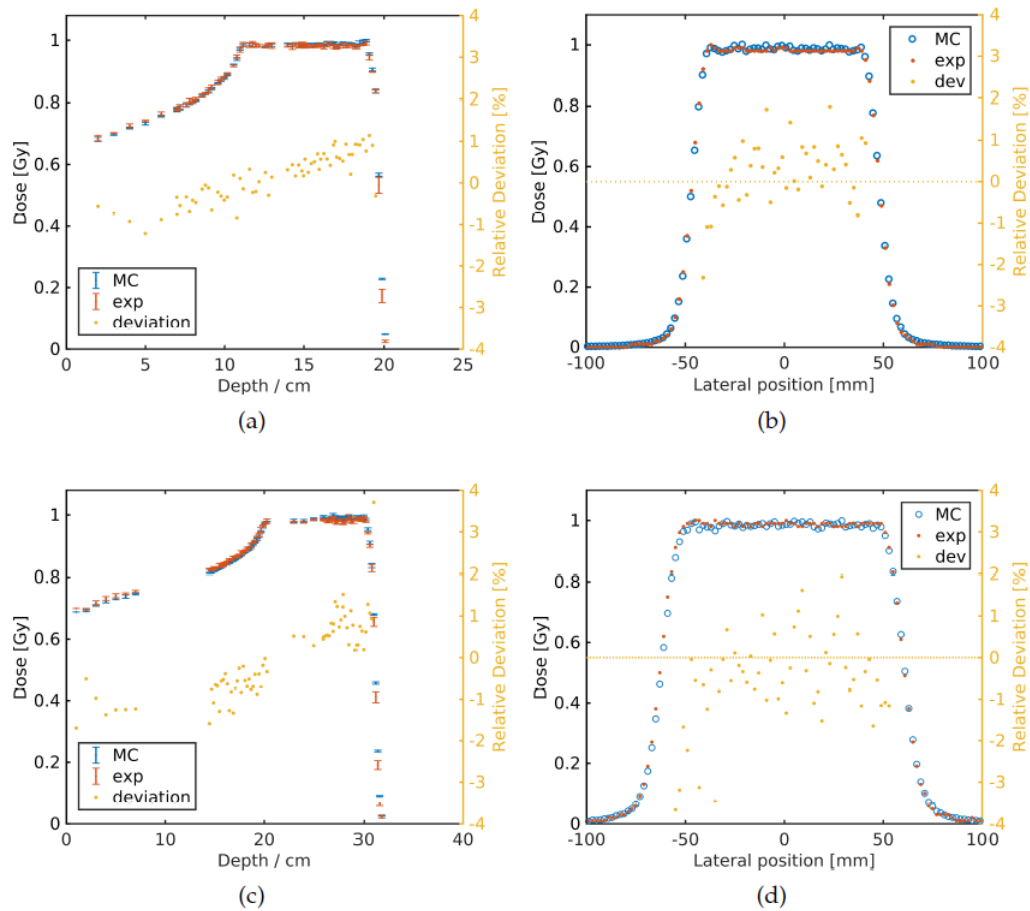 Dose [Gy]
1
0.8
0.6
0.4
0.2
0
0
5
10
15
20
25
Depth / cm
4
3
2
1
0
-1
-2
-3
-4
Relative Deviation [%]
MC
exp
deviation
(a)
Dose [Gy]
1
0.8
0.6
0.4
0.2
0
-100
-50
0
50
100
Lateral position [mm]
4
3
2
1
0
-1
-2
-3
-4
Relative Deviation [%]
MC
exp
dev
(b)
Dose [Gy]
1
0.8
0.6
0.4
0.2
0
0
10
20
30
40
Depth / cm
4
3
2
1
0
-1
-2
-3
-4
Relative Deviation [%]
MC
exp
deviation
(c)
Dose [Gy]
1
0.8
0.6
0.4
0.2
0
-100
-50
0
50
100
Lateral position [mm]
4
3
2
1
0
-1
-2
-3
-4
Relative Deviation [%]
MC
exp
dev
(d)